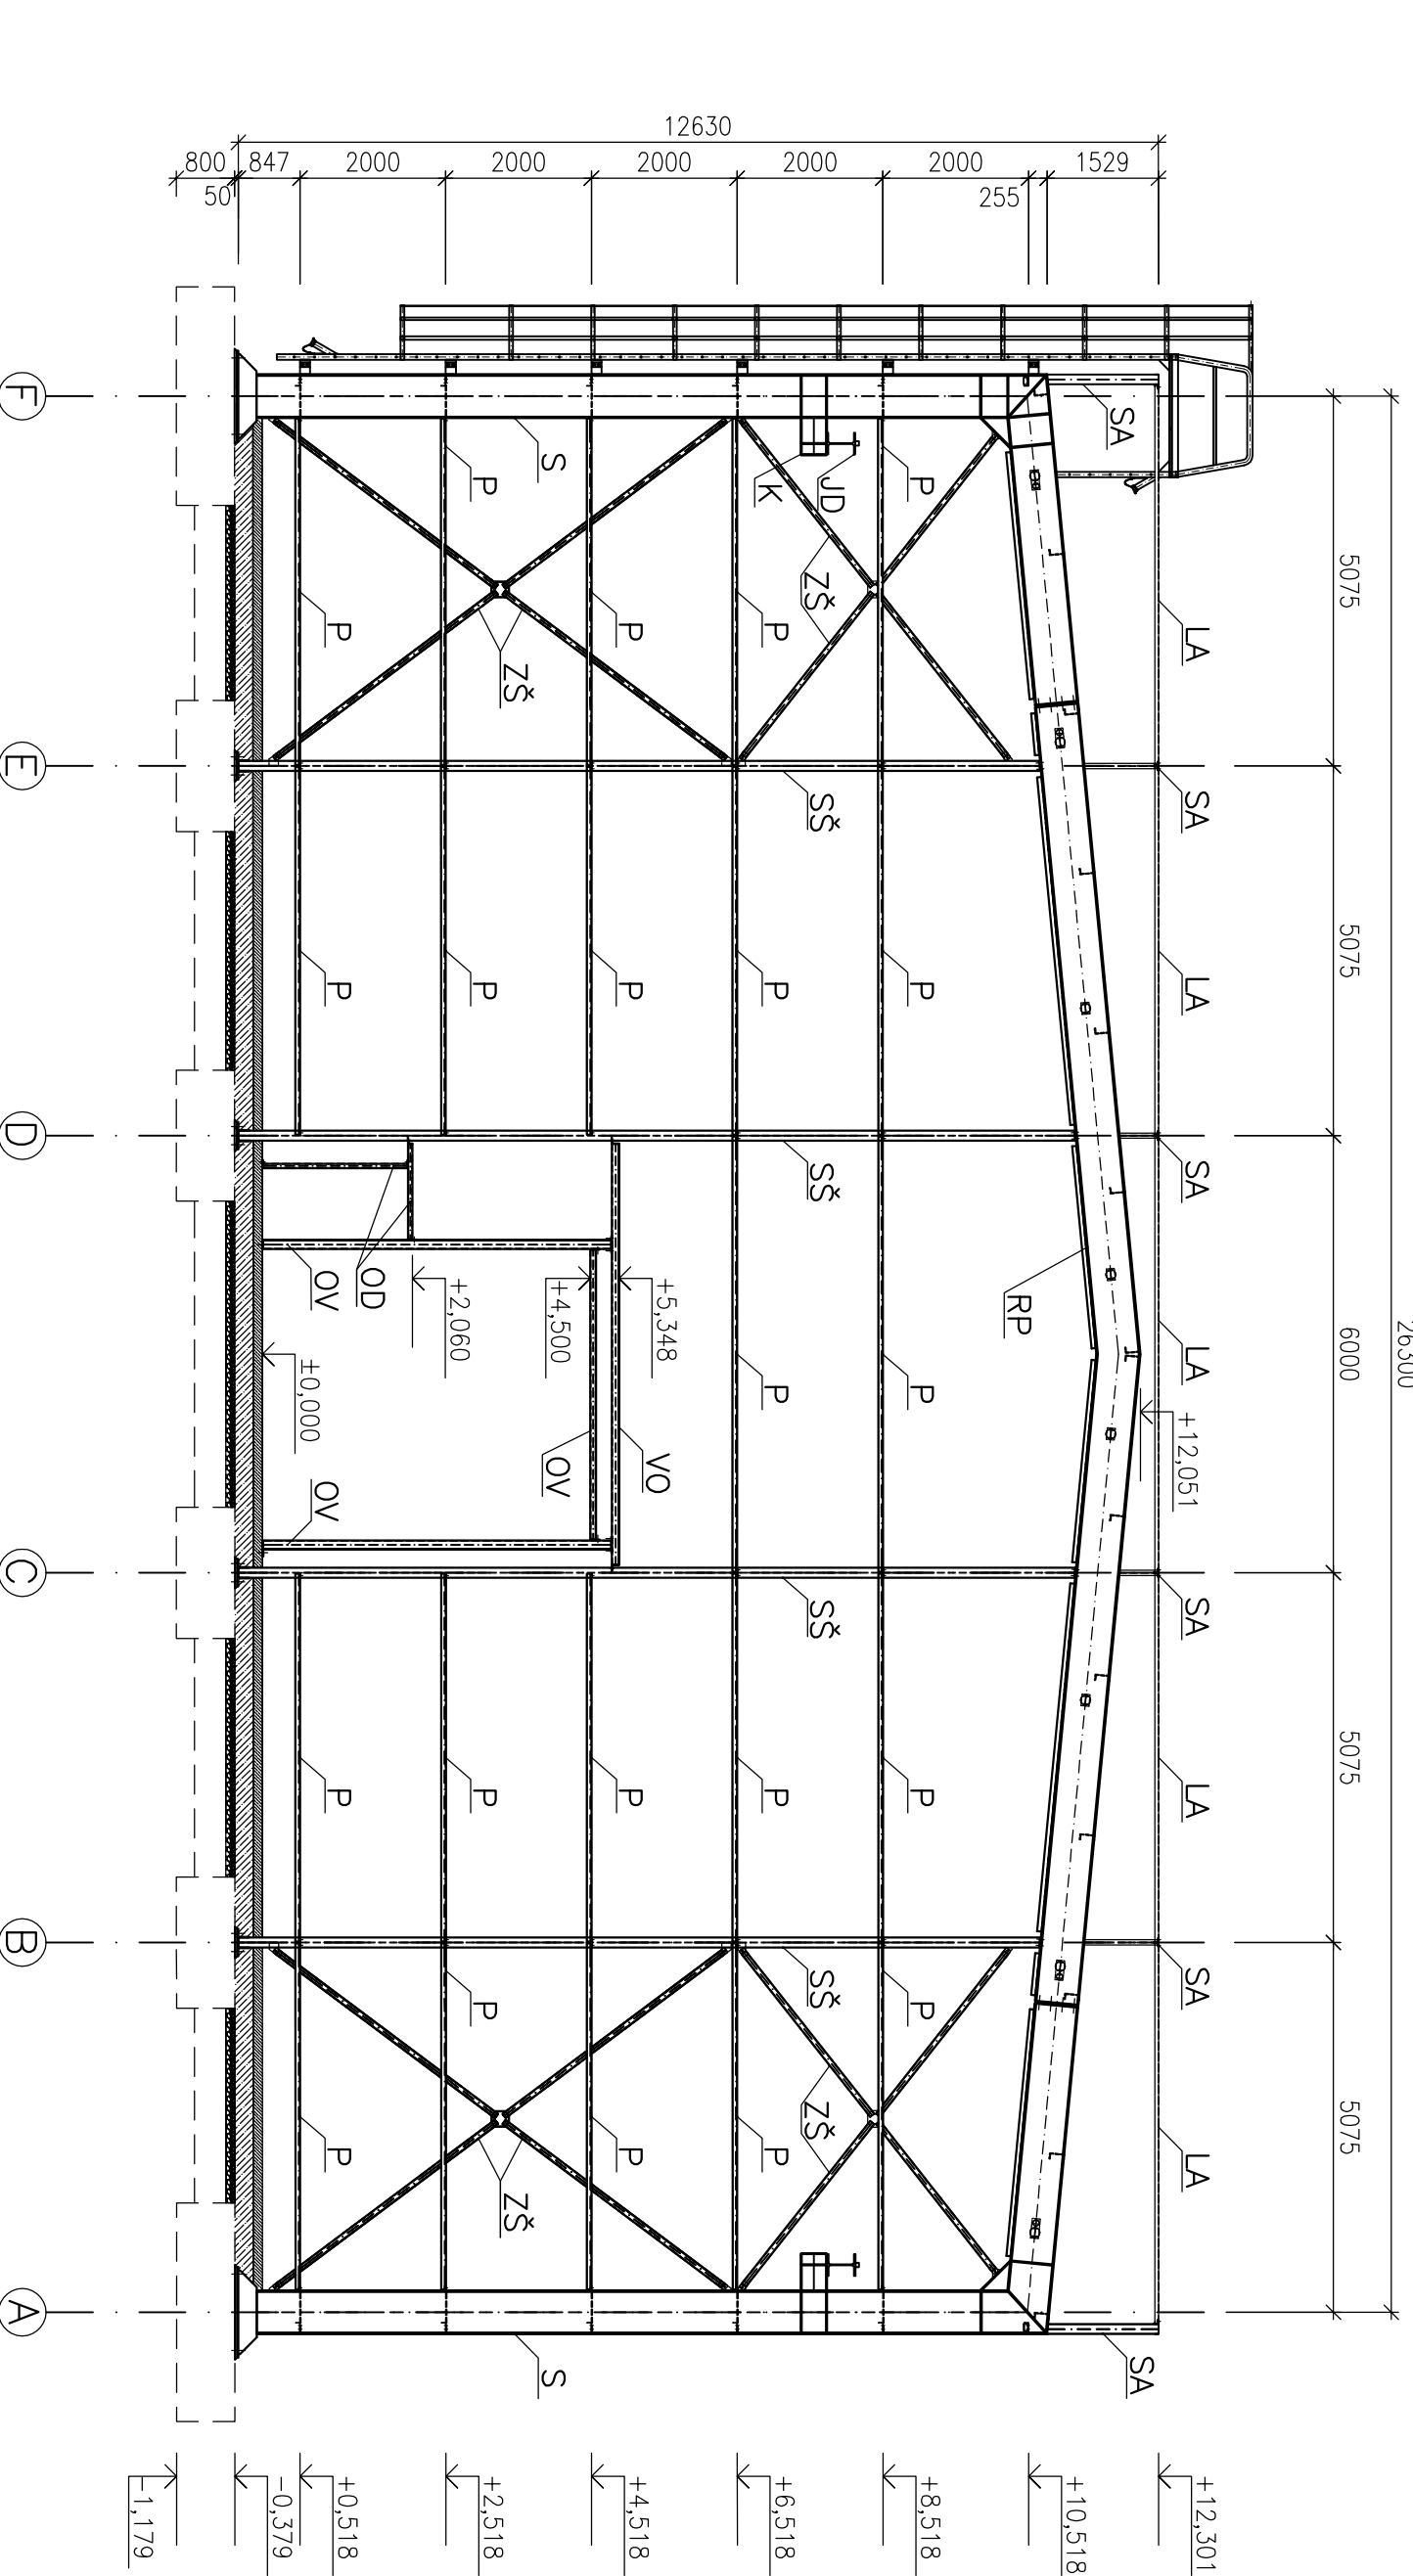 26300
5075
5075
6000
5075
5075
5075
+12,301
LA
SA
LA
SA
LA
+12,051
SA
LA
SA
LA
SA
SA
12630
1529
255
2000
2000
2000
2000
2000
847
50
800
+10,518
RP
P
P
P
P
P
+8,518
JD
K
ZŠ
SŠ
SŠ
SŠ
SŠ
ZŠ
P
P
P
P
P
+6,518
+5,348
VO
P
P
P
P
+4,518
+4,500
OV
S
ZŠ
ZŠ
S
P
P
P
P
+2,518
+2,060
OD
OV
OV
P
P
P
P
+0,518
±0,000
-0,379
-1,179
F
E
D
C
B
A